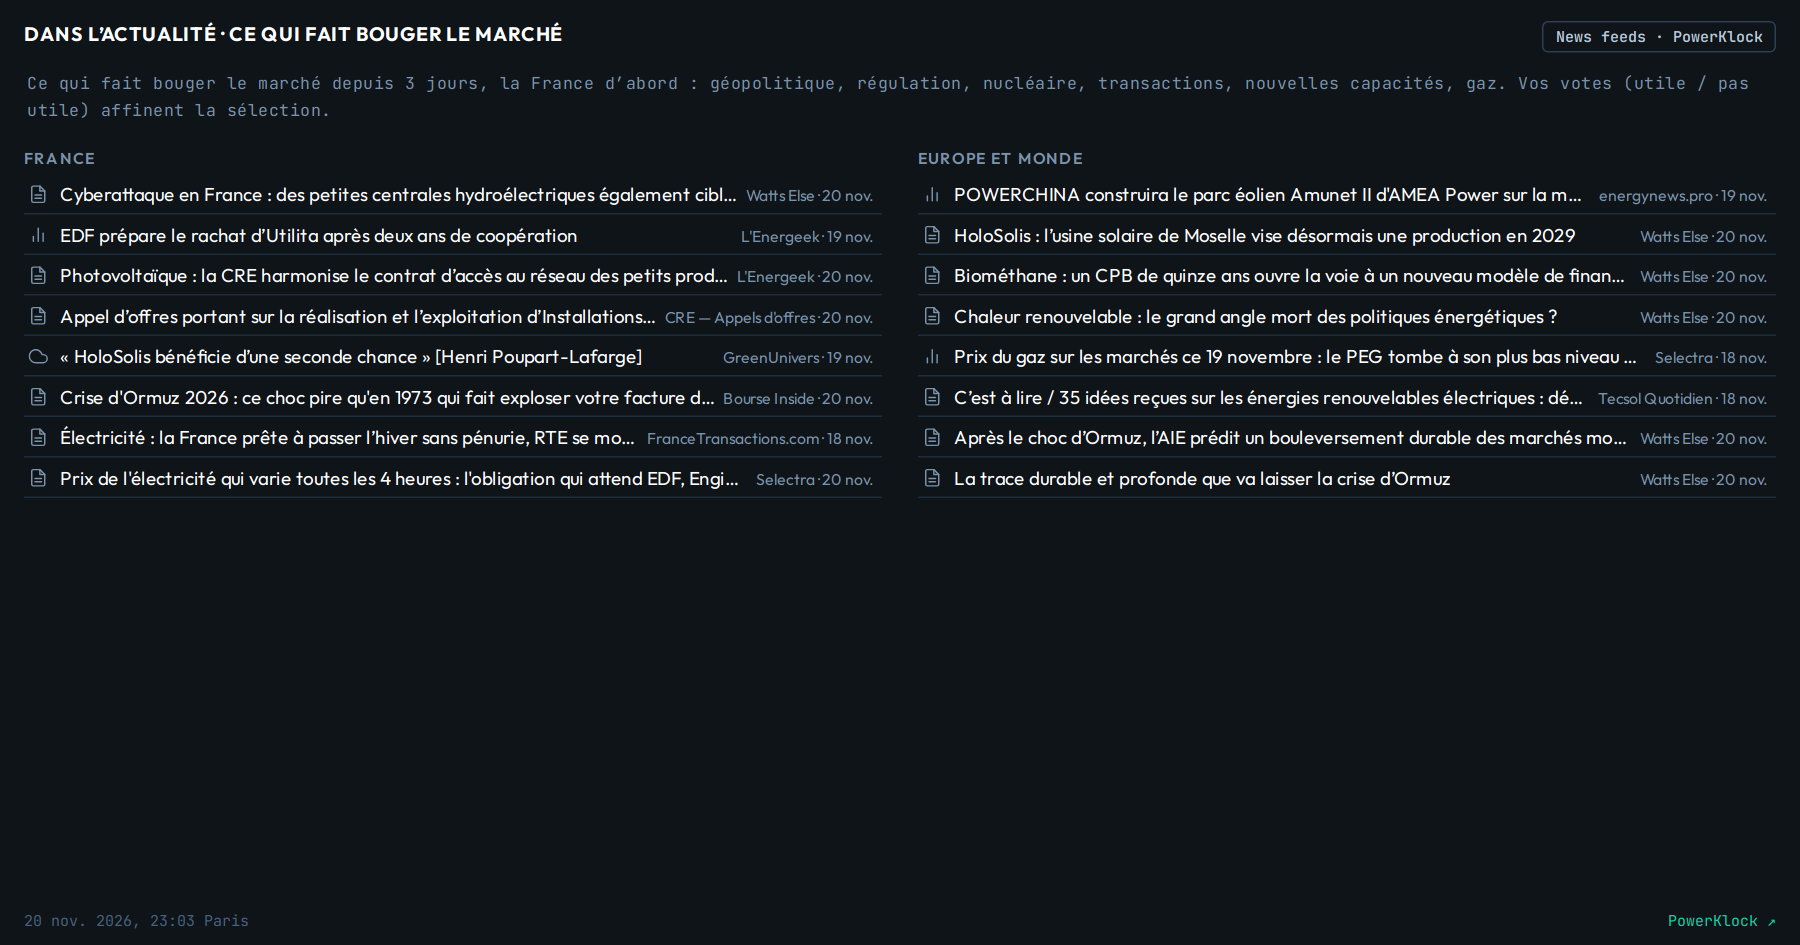 DANS L’ACTUALITÉ · CE QUI FAIT BOUGER LE MARCHÉ
News feeds · PowerKlock
Ce qui fait bouger le marché depuis 3 jours, la France d’abord : géopolitique, régulation, nucléaire, transactions, nouvelles capacités, gaz. Vos votes (utile / pas
utile) affinent la sélection.
FRANCE
Cyberattaque en France : des petites centrales hydroélectriques également cibl… Watts Else · 20 nov.
EDF prépare le rachat d’Utilita après deux ans de coopération L'Energeek · 19 nov.
Photovoltaïque : la CRE harmonise le contrat d’accès au réseau des petits prod… L'Energeek · 20 nov.
Appel d’offres portant sur la réalisation et l’exploitation d’Installations… CRE — Appels d'offres · 20 nov.
« HoloSolis bénéficie d’une seconde chance » [Henri Poupart-Lafarge] GreenUnivers · 19 nov.
Crise d'Ormuz 2026 : ce choc pire qu'en 1973 qui fait exploser votre facture d… Bourse Inside · 20 nov.
Électricité : la France prête à passer l’hiver sans pénurie, RTE se mo… FranceTransactions.com · 18 nov.
Prix de l'électricité qui varie toutes les 4 heures : l'obligation qui attend EDF, Engi… Selectra · 20 nov.
EUROPE ET MONDE
POWERCHINA construira le parc éolien Amunet II d'AMEA Power sur la m… energynews.pro · 19 nov.
HoloSolis : l’usine solaire de Moselle vise désormais une production en 2029 Watts Else · 20 nov.
Biométhane : un CPB de quinze ans ouvre la voie à un nouveau modèle de finan… Watts Else · 20 nov.
Chaleur renouvelable : le grand angle mort des politiques énergétiques ? Watts Else · 20 nov.
Prix du gaz sur les marchés ce 19 novembre : le PEG tombe à son plus bas niveau … Selectra · 18 nov.
C’est à lire / 35 idées reçues sur les énergies renouvelables électriques : dé… Tecsol Quotidien · 18 nov.
Après le choc d’Ormuz, l’AIE prédit un bouleversement durable des marchés mo… Watts Else · 20 nov.
La trace durable et profonde que va laisser la crise d’Ormuz Watts Else · 20 nov.
20 nov. 2026, 23:03 Paris
PowerKlock ↗